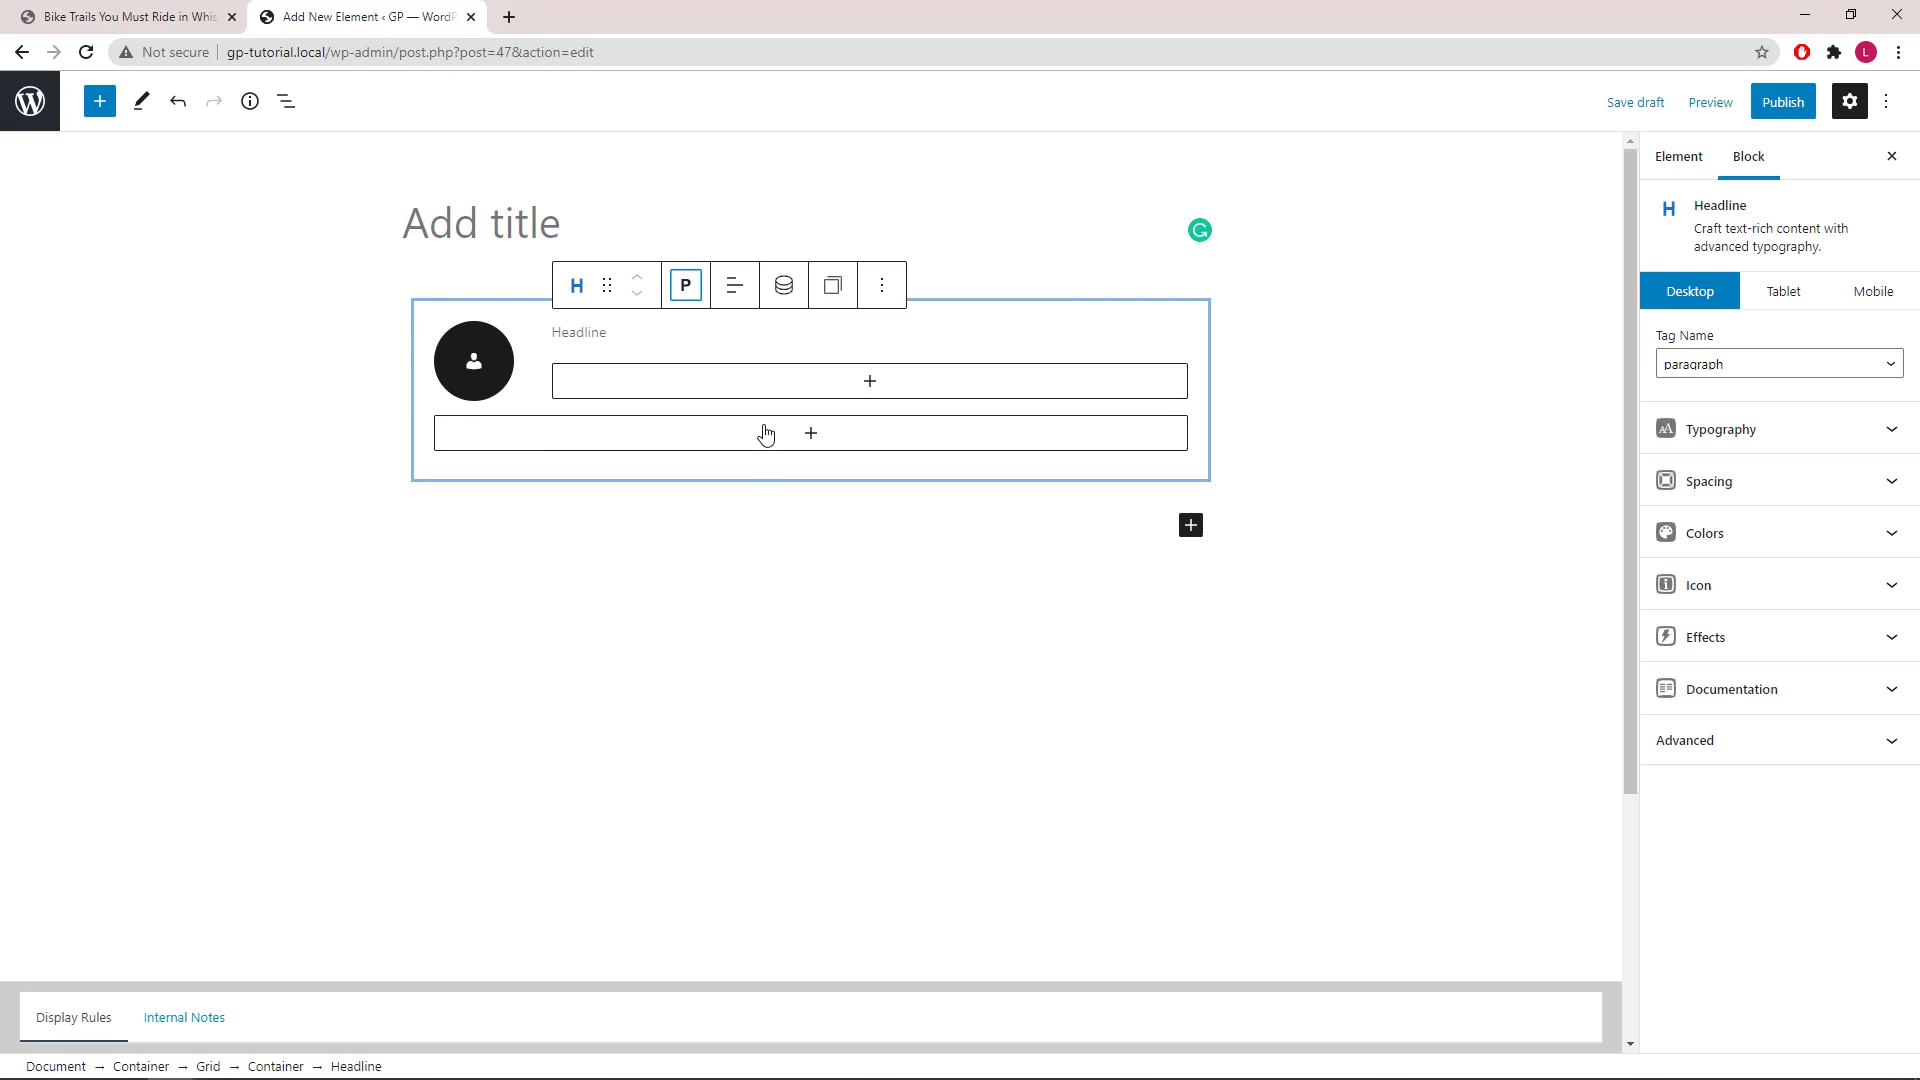 Bike Trails You Must Ride in Whis
Add New Element ‹ GP — WordP
Not secure
gp-tutorial.local/wp-admin/post.php?post=47&action=edit
L
Save draft
Preview
Publish
Element
Block
H
Headline
Craft text-rich content with
advanced typography.
Add title
H
P
Desktop
Tablet
Mobile
Headline
Tag Name
paragraph
Typography
Spacing
Colors
Icon
Effects
Documentation
Advanced
Display Rules
Internal Notes
Document → Container → Grid → Container → Headline